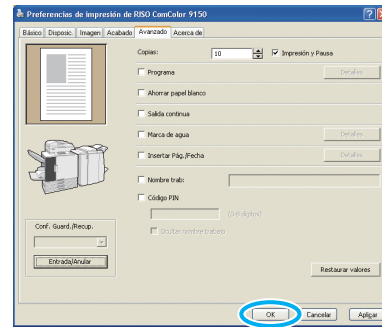 Preferencias de impresión de RISO ComColor 9150
Básico Disposic. Imagen Acabado Avanzado Acerca de
Copias: 10 Impresión y Pausa
Programa Detalles
Ahorrar papel blanco
Salida continua
Marca de agua Detalles
Insertar Pág./Fecha Detalles
Nombre trab:
Código PIN
(0-8 dígitos)
Ocultar nombre trabajo
Conf. Guard./Recup.
Entrada/Anular
Restaurar valores
OK Cancelar Aplicar